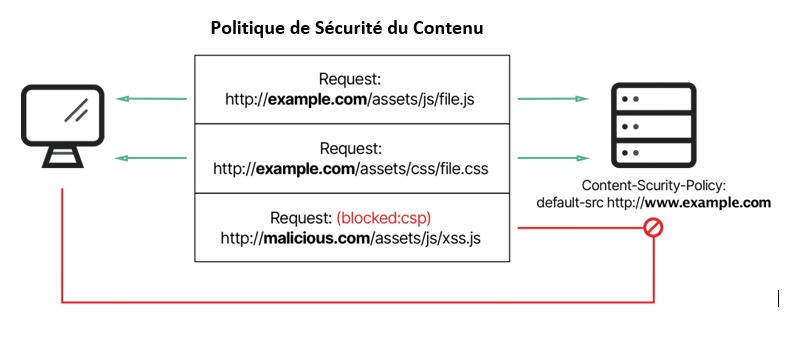 Politique de Sécurité du Contenu
Request:
http://example.com/assets/js/file.js
Request:
http://example.com/assets/css/file.css
Request: (blocked:csp)
http://malicious.com/assets/js/xss.js
Content-Scurity-Policy:
default-src http://www.example.com